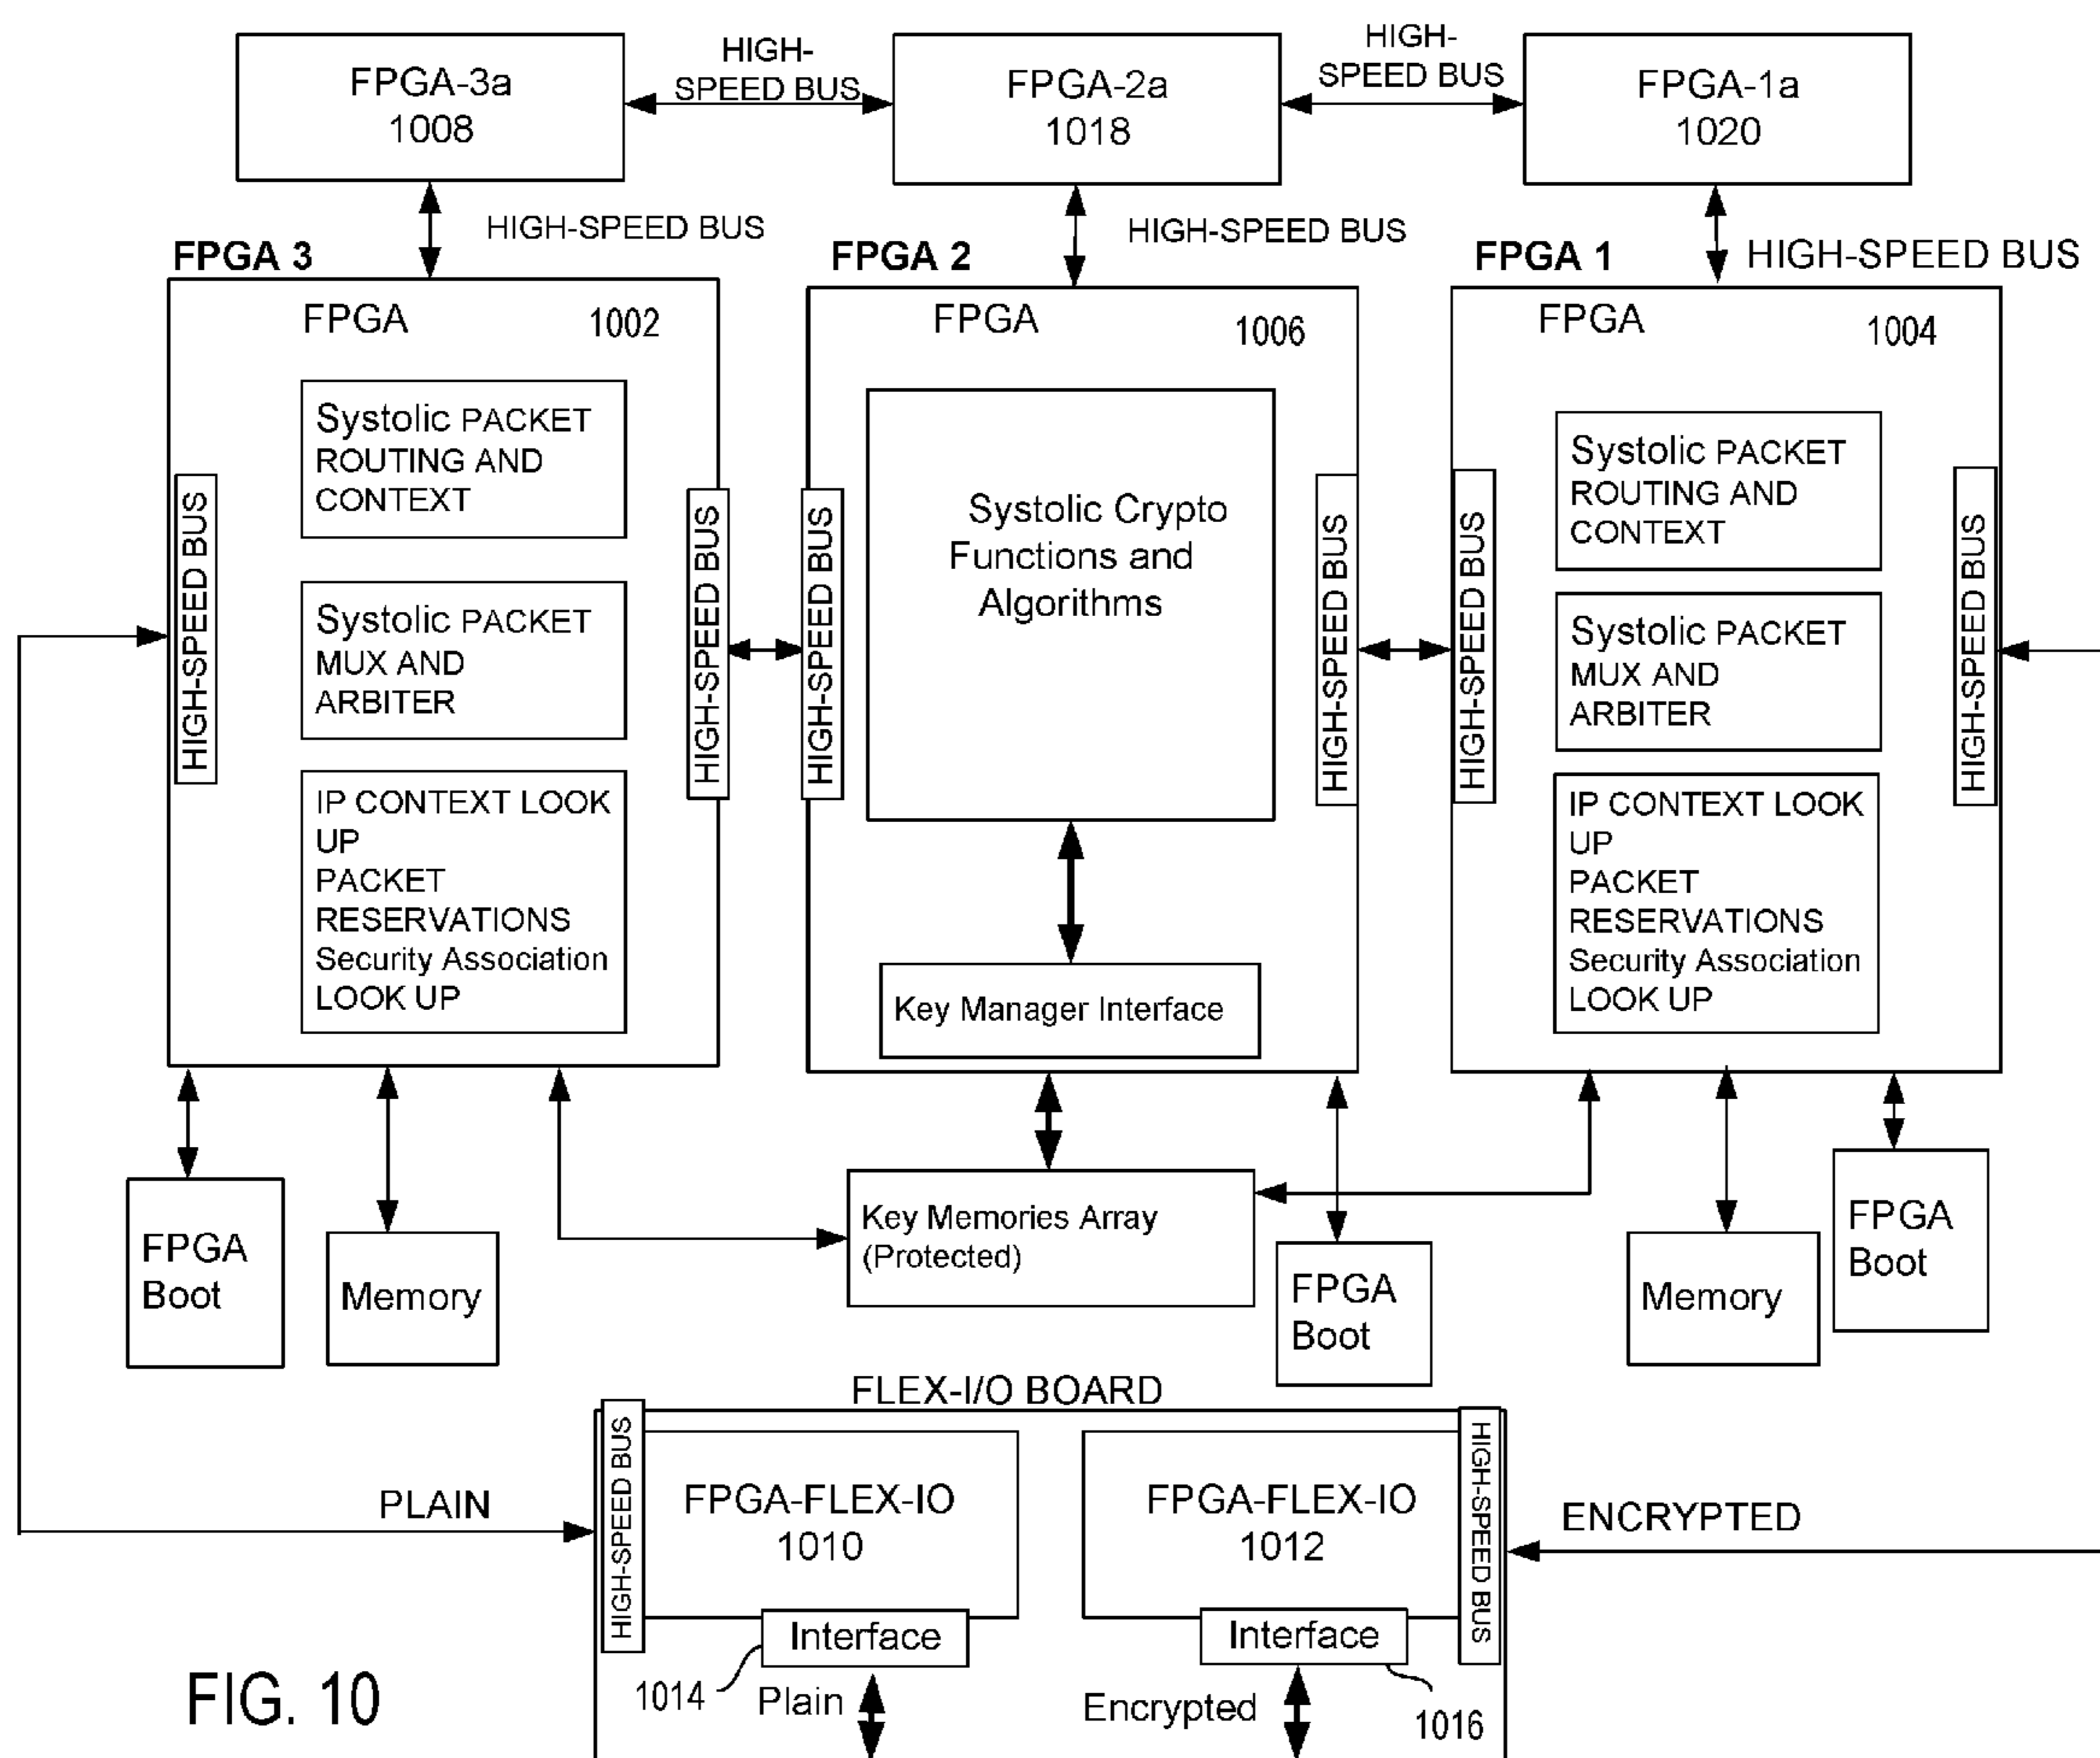 HIGH-
SPEED BUS
HIGH-
SPEED BUS
FPGA-3a
1008
FPGA-2a
1018
FPGA-1a
1020
HIGH-SPEED BUS
HIGH-SPEED BUS
HIGH-SPEED BUS
FPGA 3
FPGA 2
FPGA 1
FPGA
1002
Systolic PACKET
ROUTING AND
CONTEXT
Systolic PACKET
MUX AND
ARBITER
IP CONTEXT LOOK
UP
PACKET
RESERVATIONS
Security Association
LOOK UP
HIGH-SPEED BUS
HIGH-SPEED BUS
FPGA
1006
Systolic Crypto
Functions and
Algorithms
Key Manager Interface
HIGH-SPEED BUS
HIGH-SPEED BUS
FPGA
1004
Systolic PACKET
ROUTING AND
CONTEXT
Systolic PACKET
MUX AND
ARBITER
IP CONTEXT LOOK
UP
PACKET
RESERVATIONS
Security Association
LOOK UP
HIGH-SPEED BUS
HIGH-SPEED BUS
FPGA
Boot
Memory
Key Memories Array
(Protected)
FPGA
Boot
Memory
FPGA
Boot
FLEX-I/O BOARD
PLAIN
HIGH-SPEED BUS
FPGA-FLEX-IO
1010
FPGA-FLEX-IO
1012
HIGH-SPEED BUS
ENCRYPTED
Interface
Interface
1014
Plain
Encrypted
1016
FIG. 10